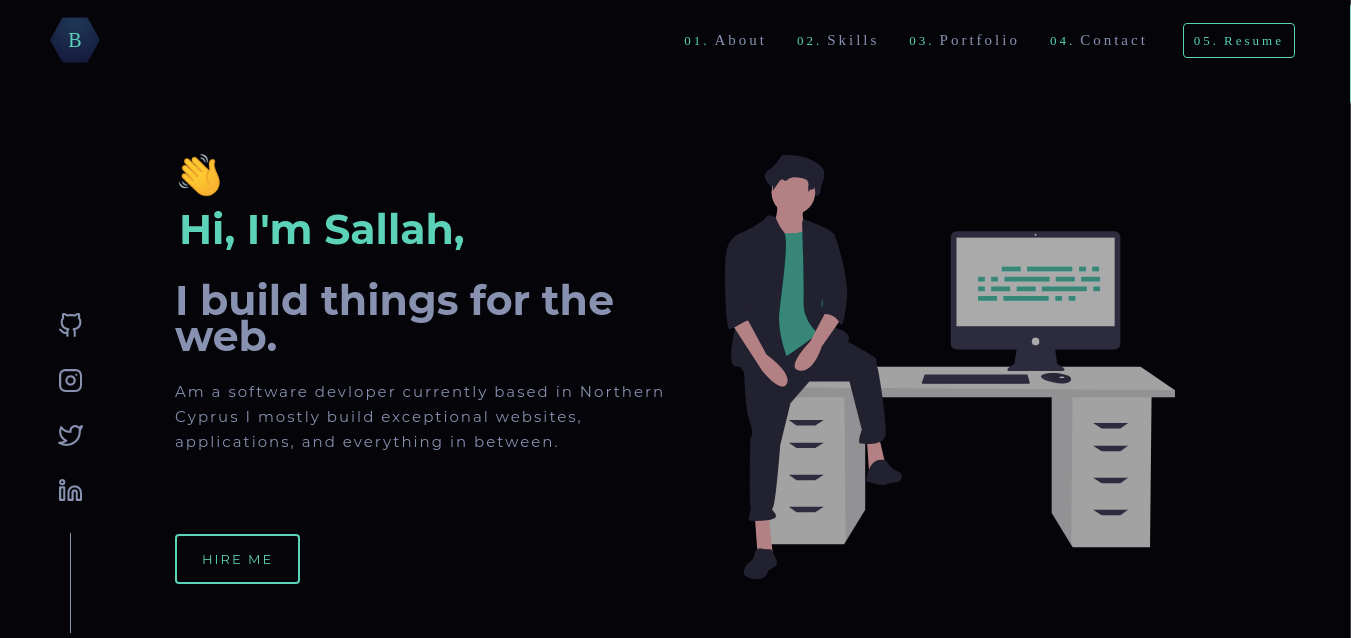 B
01. About 02. Skills 03. Portfolio 04. Contact 05. Resume
Hi, I'm Sallah,
I build things for the
web.
Am a software devloper currently based in Northern
Cyprus I mostly build exceptional websites,
applications, and everything in between.
HIRE ME